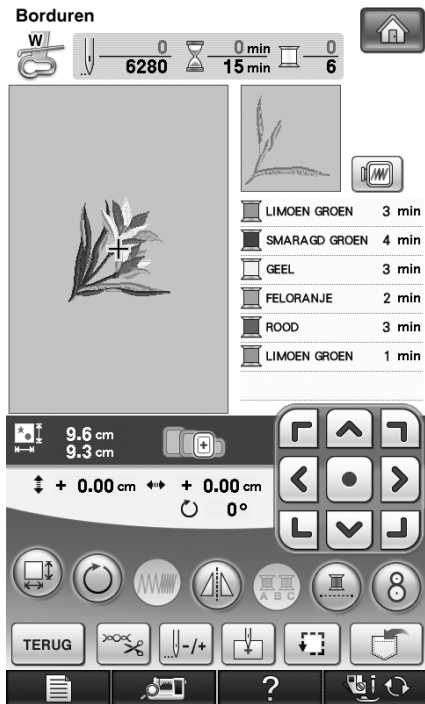 Borduren
W
0 0 min 0
6280 15 min 6
LIMOEN GROEN 3 min
SMARAGD GROEN 4 min
GEEL 3 min
FELORANJE 2 min
ROOD 3 min
LIMOEN GROEN 1 min
9.6 cm
9.3 cm
+ 0.00 cm + 0.00 cm
0°
A B C
8
TERUG
-/+
?